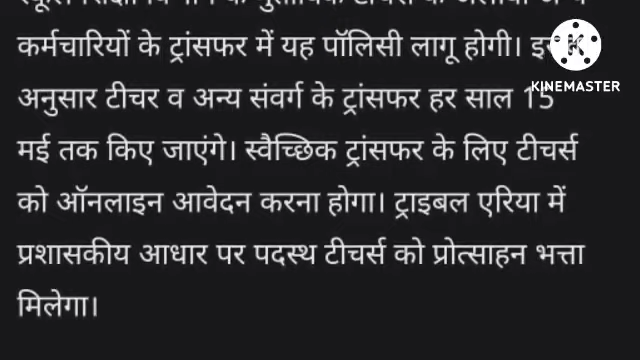 कर्मचारियों के ट्रांसफर में यह पॉलिसी लागू होगी।
KINEMASTER
अनुसार टीचर व अन्य संवर्ग के ट्रांसफर हर साल 15
मई तक किए जाएंगे। स्वैच्छिक ट्रांसफर के लिए टीचर्स
को ऑनलाइन आवेदन करना होगा। ट्राइबल एरिया में
प्रशासकीय आधार पर पदस्थ टीचर्स को प्रोत्साहन भत्ता
मिलेगा।